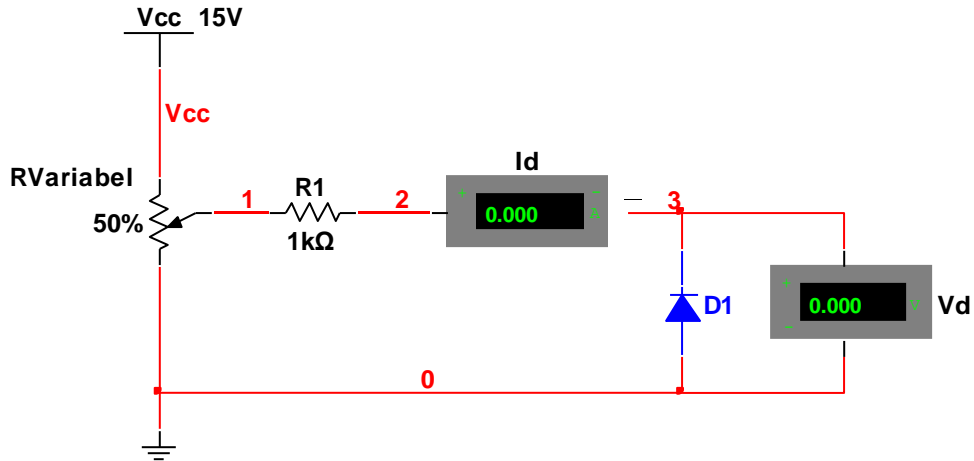 Vcc 15V
Vcc
RVariabel
50%
1
R1
1kΩ
2
Id
+ 0.000 − A
3
D1
+ 0.000 − V
Vd
0